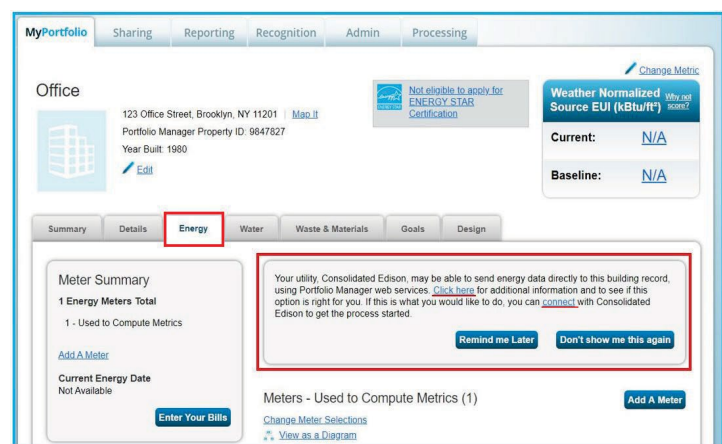 MyPortfolio Sharing Reporting Recognition Admin Processing
Change Metric
Office
Not eligible to apply for
ENERGY STAR
Certification
Weather Normalized Why not
Source EUI (kBtu/ft²) score?
123 Office Street, Brooklyn, NY 11201 | Map It
Portfolio Manager Property ID: 9847827
Year Built: 1980
Edit
Current: N/A
Baseline: N/A
Summary Details Energy Water Waste & Materials Goals Design
Meter Summary
1 Energy Meters Total
1 - Used to Compute Metrics
Add A Meter
Current Energy Date
Not Available
Enter Your Bills
Your utility, Consolidated Edison, may be able to send energy data directly to this building record,
using Portfolio Manager web services. Click here for additional information and to see if this
option is right for you. If this is what you would like to do, you can connect with Consolidated
Edison to get the process started.
Remind me Later Don't show me this again
Meters - Used to Compute Metrics (1) Add A Meter
Change Meter Selections
View as a Diagram